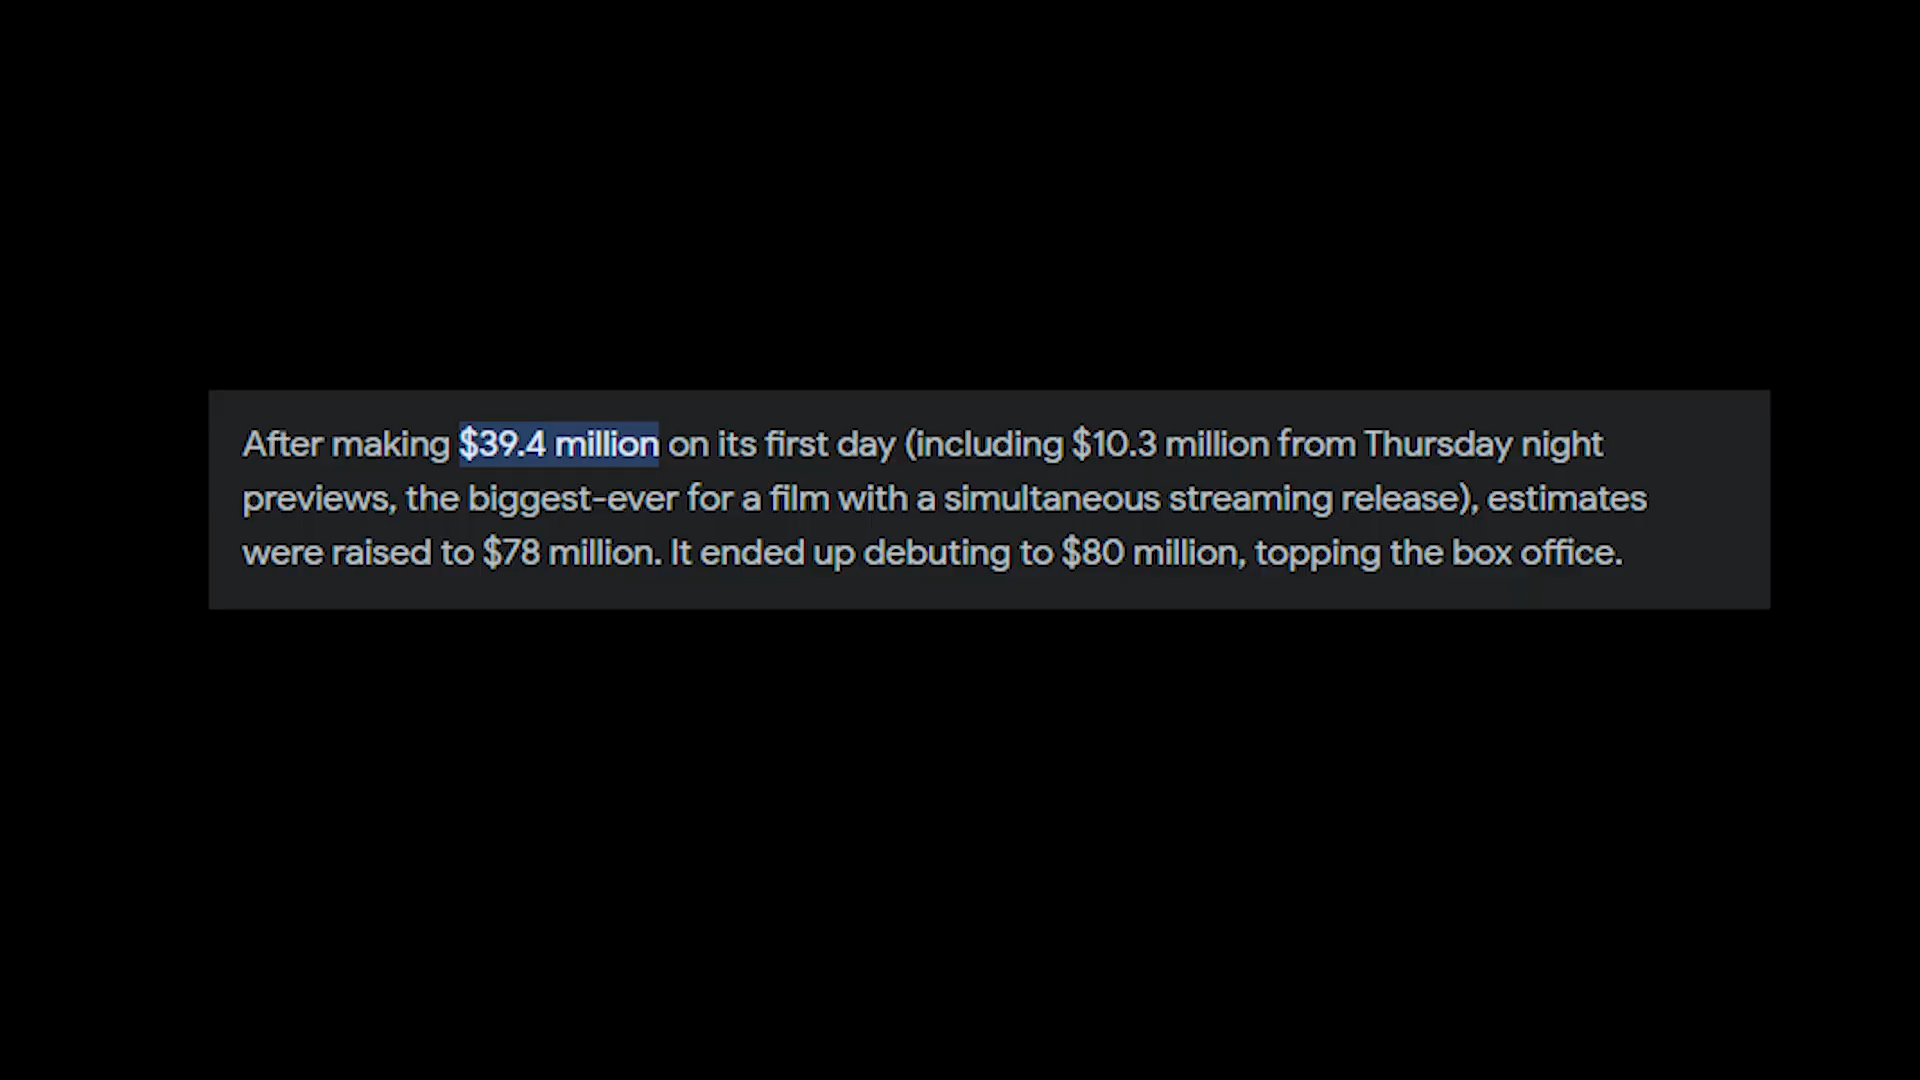 After making $39.4 million on its first day (including $10.3 million from Thursday night
previews, the biggest-ever for a film with a simultaneous streaming release), estimates
were raised to $78 million. It ended up debuting to $80 million, topping the box office.